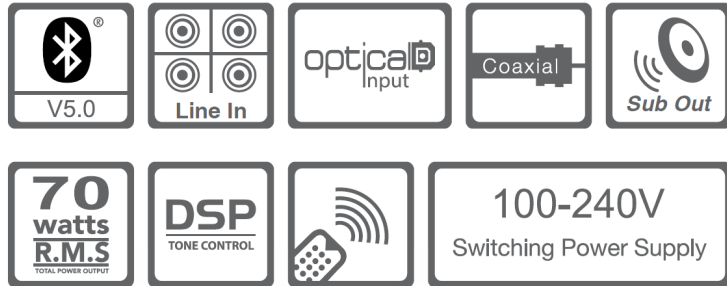 ®
V5.0
Line In
optical
Input
Coaxial
Sub Out
70
watts
R.M.S
TOTAL POWER OUTPUT
DSP
TONE CONTROL
100-240V
Switching Power Supply